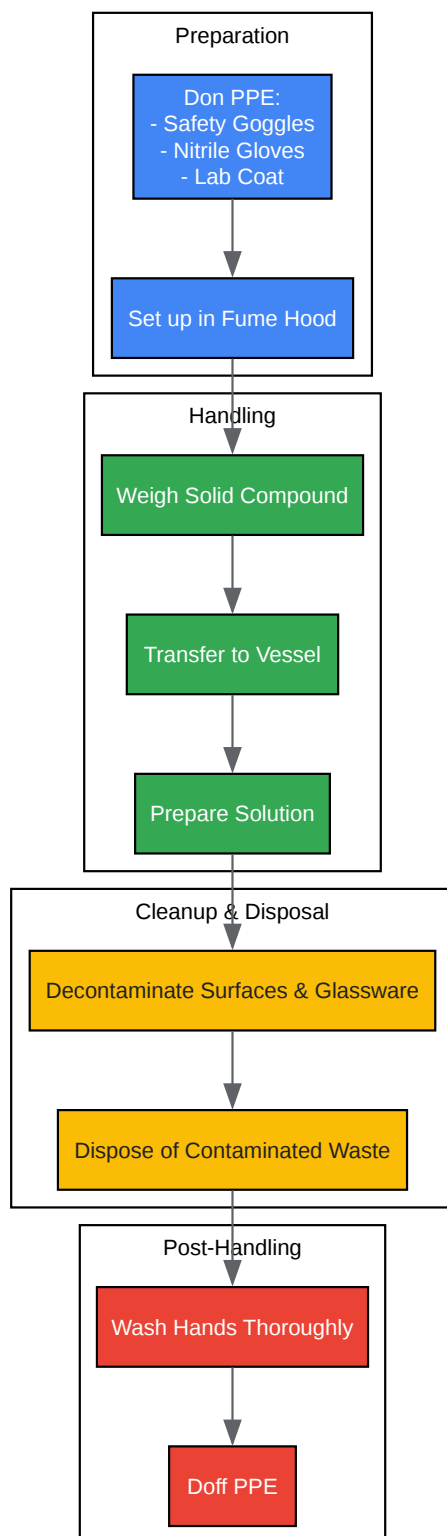 Preparation
Don PPE:
- Safety Goggles
- Nitrile Gloves
- Lab Coat
Set up in Fume Hood
Handling
Weigh Solid Compound
Transfer to Vessel
Prepare Solution
Cleanup & Disposal
Decontaminate Surfaces & Glassware
Dispose of Contaminated Waste
Post-Handling
Wash Hands Thoroughly
Doff PPE